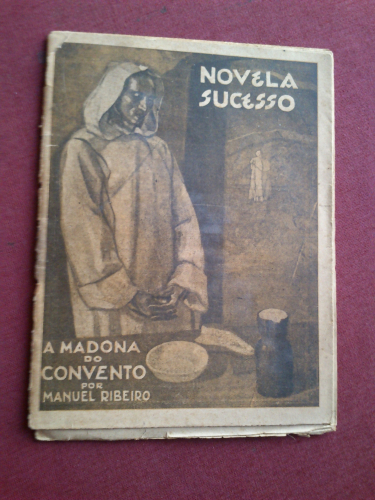 NOVELA
SUCESSO
A MADONA
DO
CONVENTO
POR
MANUEL RIBEIRO